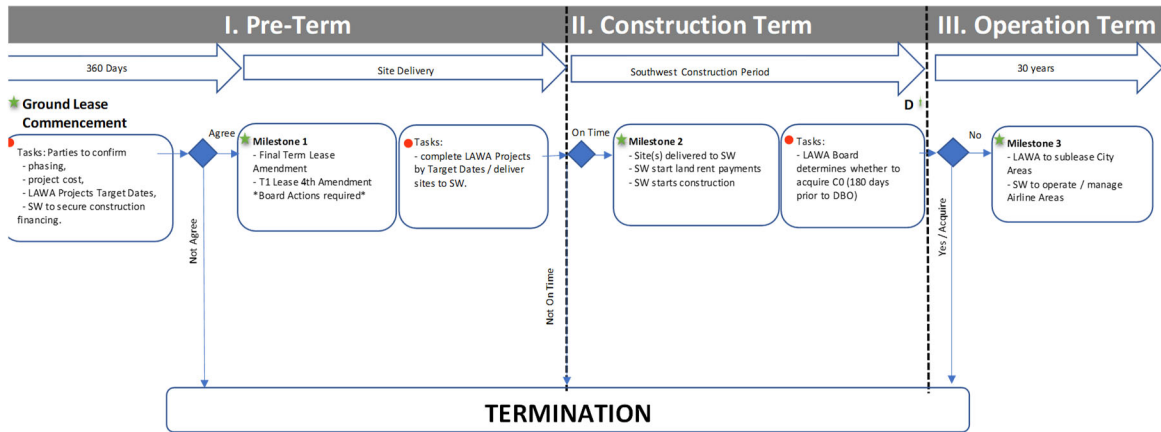 I. Pre-Term
II. Construction Term
III. Operation Term
360 Days
Site Delivery
Southwest Construction Period
30 years
Ground Lease
Commencement
D
Agree
On Time
No
Tasks: Parties to confirm
- phasing,
- project cost,
- LAWA Projects Target Dates,
- SW to secure construction
financing.
Milestone 1
- Final Term Lease
Amendment
- T1 Lease 4th Amendment
*Board Actions required*
Tasks:
- complete LAWA Projects
by Target Dates / deliver
sites to SW.
Milestone 2
- Site(s) delivered to SW
- SW start land rent payments
- SW starts construction
Tasks:
- LAWA Board
determines whether to
acquire C0 (180 days
prior to DBO)
Milestone 3
- LAWA to sublease City
Areas
- SW to operate / manage
Airline Areas
Not Agree
Not On Time
Yes / Acquire
TERMINATION